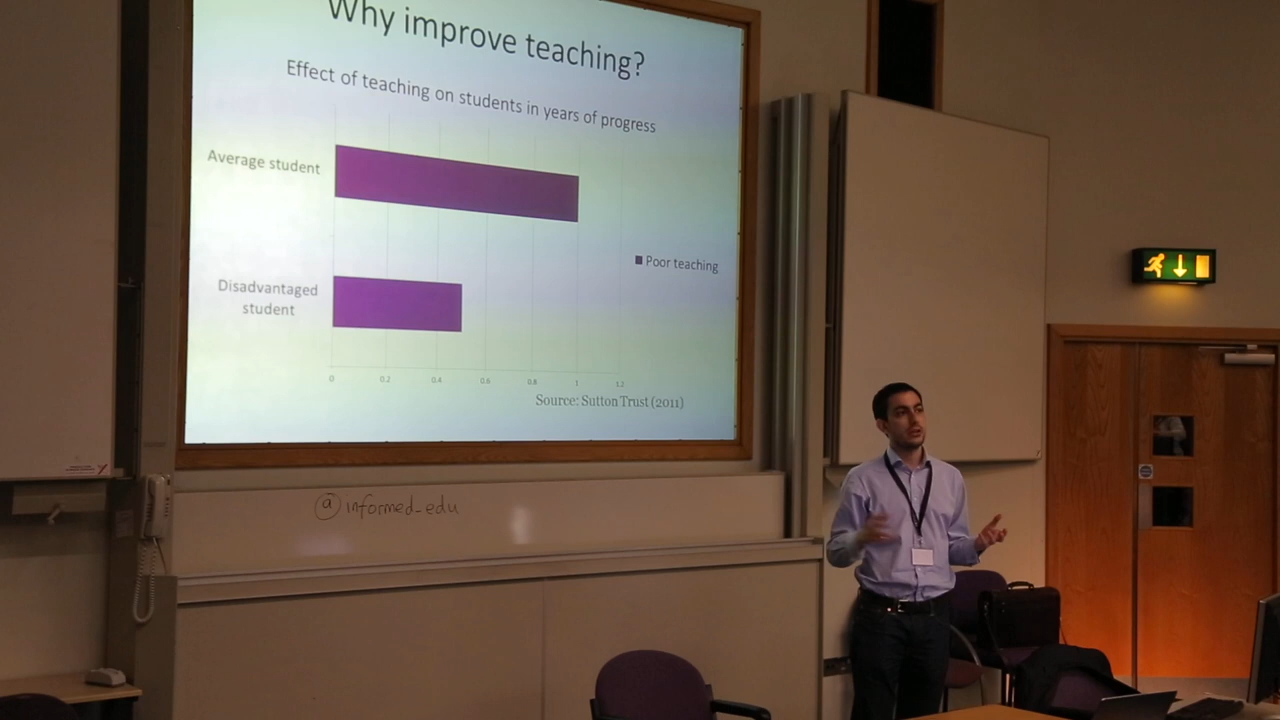 Why improve teaching?
Effect of teaching on students in years of progress
Average student
Disadvantaged
student
Poor teaching
0 0.2 0.4 0.6 0.8 1 1.2
Source: Sutton Trust (2011)
@informed_edu